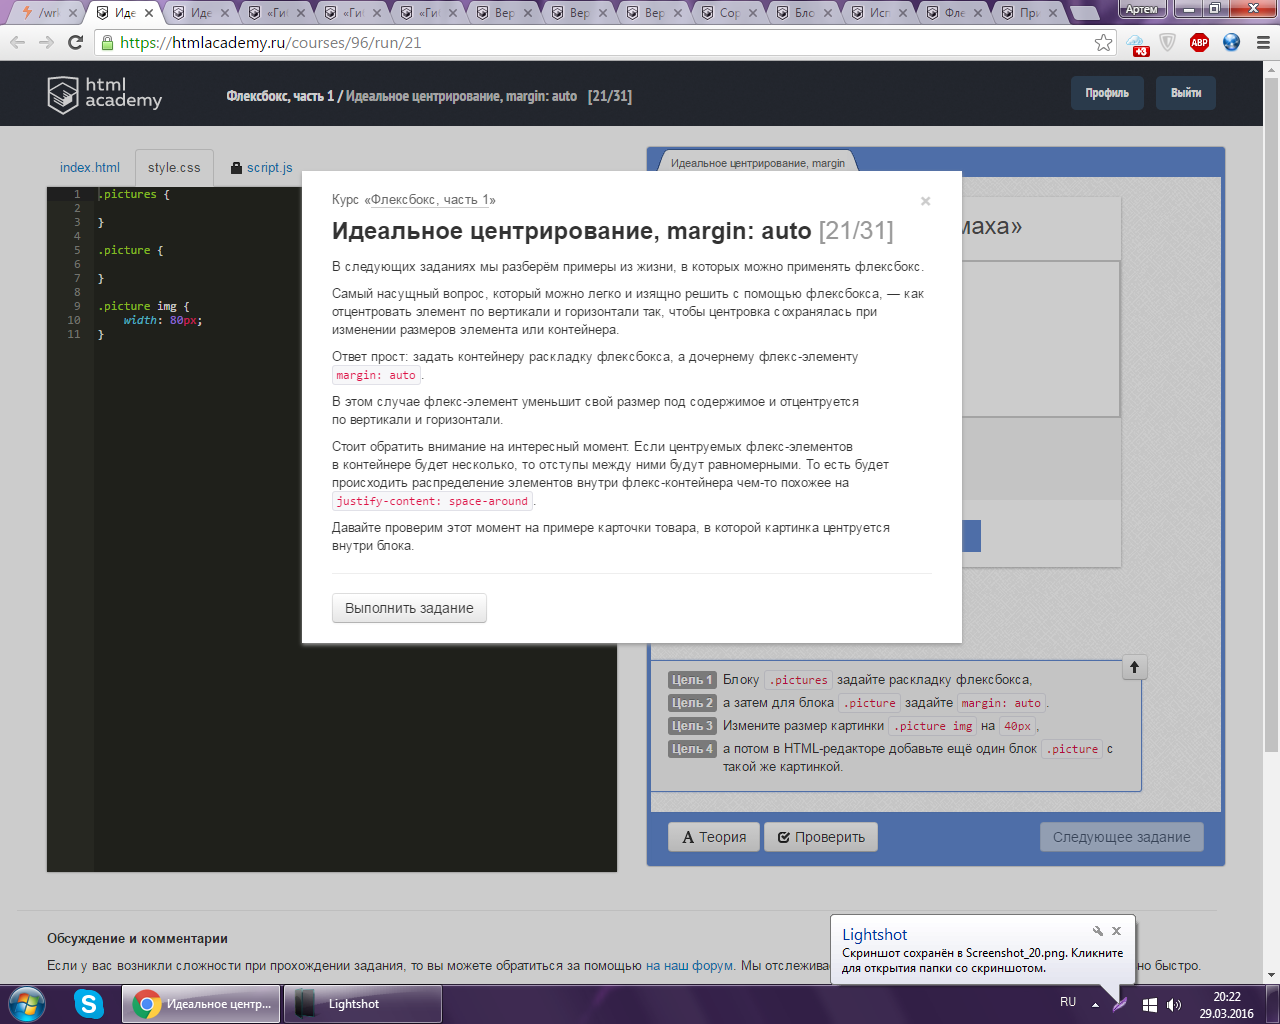 /wrk
Иде
Иде
«Гит
«Гит
«Гит
Вер
Вер
Вер
Сор
Бло
Исп
Фле
При
Артем
https://htmlacademy.ru/courses/96/run/21
+3
ABP
html
academy
Флексбокс, часть 1 / Идеальное центрирование, margin: auto [21/31]
Профиль
Выйти
index.html
style.css
script.js
Идеальное центрирование, margin
1 .pictures {
2
3 }
4
5 .picture {
6
7 }
8
9 .picture img {
10 width: 80px;
11 }
маха»
Курс «Флексбокс, часть 1»
×
Идеальное центрирование, margin: auto [21/31]
В следующих заданиях мы разберём примеры из жизни, в которых можно применять флексбокс.
Самый насущный вопрос, который можно легко и изящно решить с помощью флексбокса, — как
отцентровать элемент по вертикали и горизонтали так, чтобы центровка сохранялась при
изменении размеров элемента или контейнера.
Ответ прост: задать контейнеру раскладку флексбокса, а дочернему флекс-элементу
margin: auto.
В этом случае флекс-элемент уменьшит свой размер под содержимое и отцентруется
по вертикали и горизонтали.
Стоит обратить внимание на интересный момент. Если центруемых флекс-элементов
в контейнере будет несколько, то отступы между ними будут равномерными. То есть будет
происходить распределение элементов внутри флекс-контейнера чем-то похожее на
justify-content: space-around.
Давайте проверим этот момент на примере карточки товара, в которой картинка центруется
внутри блока.
Выполнить задание
Цель 1 Блоку .pictures задайте раскладку флексбокса,
Цель 2 а затем для блока .picture задайте margin: auto.
Цель 3 Измените размер картинки .picture img на 40px,
Цель 4 а потом в HTML-редакторе добавьте ещё один блок .picture с
такой же картинкой.
Теория
Проверить
Следующее задание
Обсуждение и комментарии
Если у вас возникли сложности при прохождении задания, то вы можете обратиться за помощью на наш форум. Мы отслежива
но быстро.
Lightshot
Скриншот сохранён в Screenshot_20.png. Кликните
для открытия папки со скриншотом.
Идеальное центр...
Lightshot
RU
20:22
29.03.2016